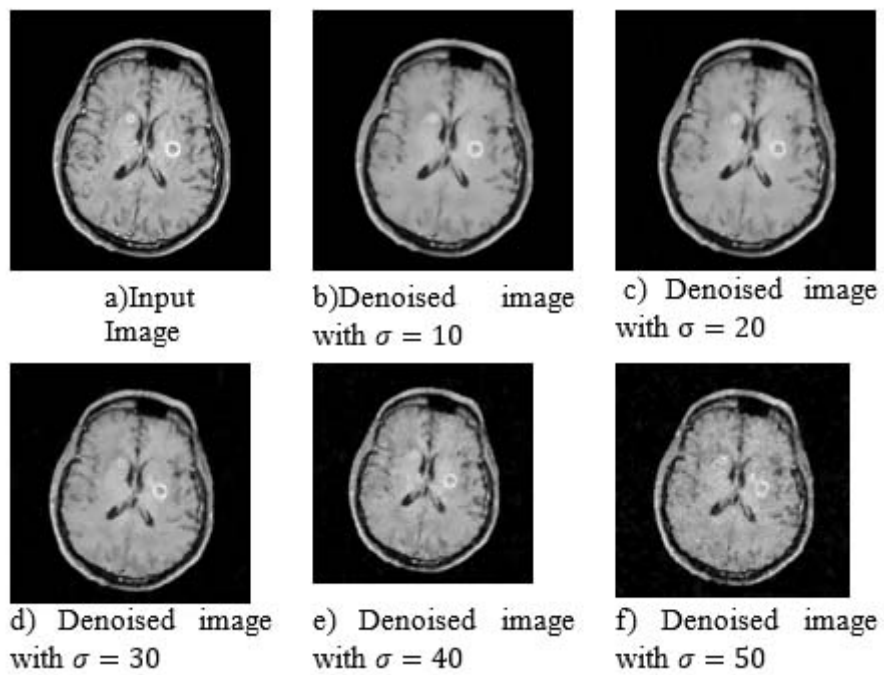 a)Input
Image
b)Denoised image
with 𝜎 = 10
c) Denoised image
with σ = 20
d) Denoised image
with 𝜎 = 30
e) Denoised image
with 𝜎 = 40
f) Denoised image
with 𝜎 = 50